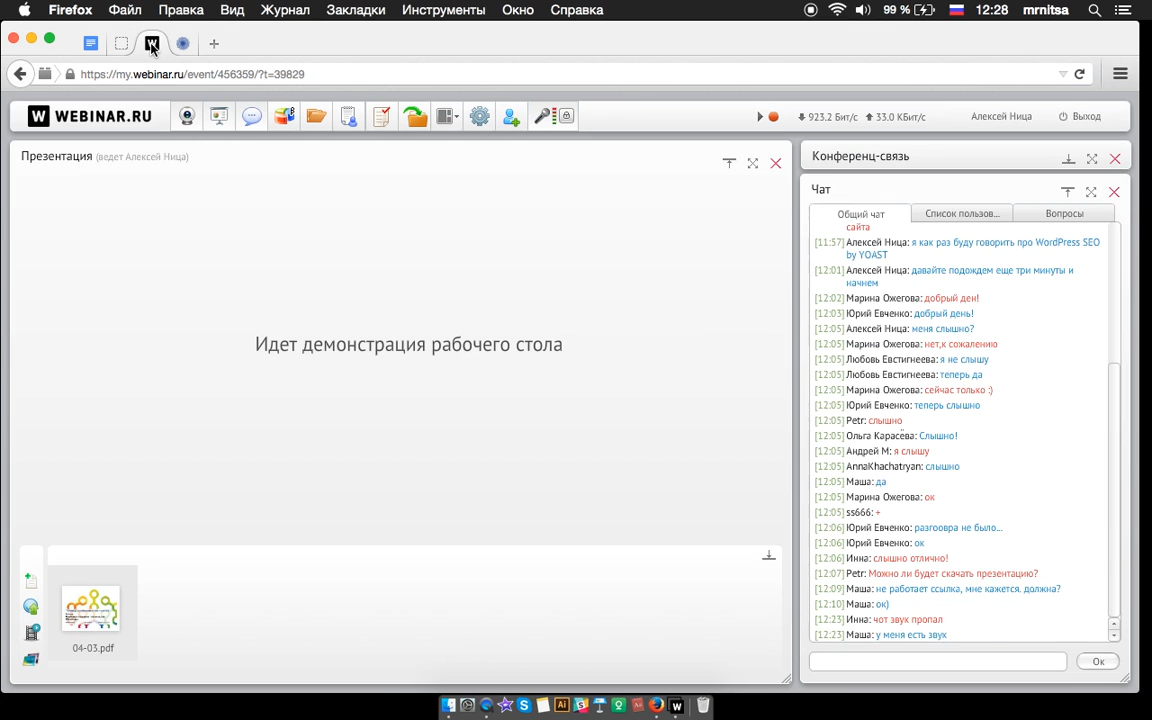 Firefox Файл Правка Вид Журнал Закладки Инструменты Окно Справка 99 % 12:28 mrnitsa
W
https://my.webinar.ru/event/456359/?t=39829
W WEBINAR.RU 923.2 Бит/с 33.0 КБит/с Алексей Ница Выход
Презентация (ведет Алексей Ница)
Идет демонстрация рабочего стола
04-03.pdf
Конференц-связь
Чат
Общий чат Список пользов... Вопросы
сайта
[11:57] Алексей Ница: я как раз буду говорить про WordPress SEO
by YOAST
[12:01] Алексей Ница: давайте подождем еще три минуты и
начнем
[12:02] Марина Ожегова: добрый ден!
[12:03] Юрий Евченко: добрый день!
[12:05] Алексей Ница: меня слышно?
[12:05] Марина Ожегова: нет,к сожалению
[12:05] Любовь Евстигнеева: я не слышу
[12:05] Любовь Евстигнеева: теперь да
[12:05] Марина Ожегова: сейчас только :)
[12:05] Юрий Евченко: теперь слышно
[12:05] Petr: слышно
[12:05] Ольга Карасёва: Слышно!
[12:05] Андрей М: я слышу
[12:05] AnnaKhachatryan: слышно
[12:05] Маша: да
[12:05] Марина Ожегова: ок
[12:05] ss666: +
[12:06] Юрий Евченко: разгоовра не было...
[12:06] Юрий Евченко: ок
[12:06] Инна: слышно отлично!
[12:07] Petr: Можно ли будет скачать презентацию?
[12:09] Маша: не работает ссылка, мне кажется. должна?
[12:10] Маша: ок)
[12:23] Инна: чот звук пропал
[12:23] Маша: у меня есть звук
Ок